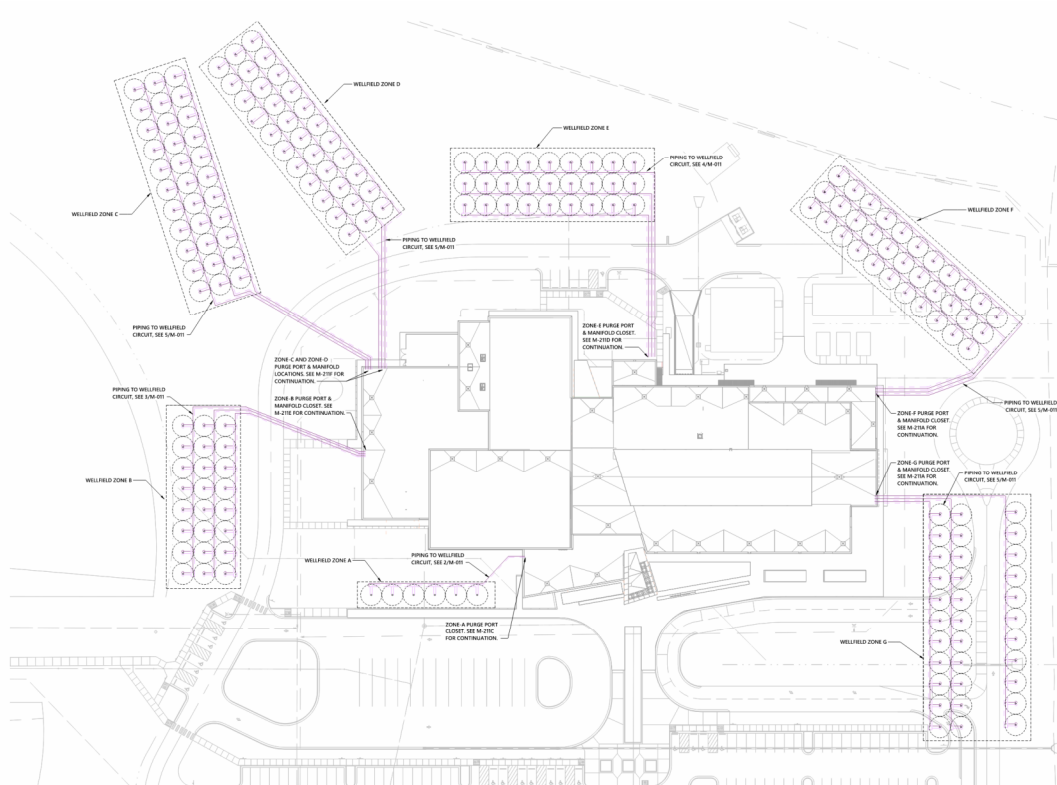 WELLFIELD ZONE D
WELLFIELD ZONE E
PIPING TO WELLFIELD
CIRCUIT, SEE 4/M-011
WELLFIELD ZONE C
WELLFIELD ZONE F
PIPING TO WELLFIELD
CIRCUIT, SEE 5/M-011
PIPING TO WELLFIELD
CIRCUIT, SEE 5/M-011
ZONE-E PURGE PORT
& MANIFOLD CLOSET.
SEE M-211D FOR
CONTINUATION.
ZONE-C AND ZONE-D
PURGE PORT & MANIFOLD
LOCATIONS. SEE M-211F FOR
CONTINUATION.
PIPING TO WELLFIELD
CIRCUIT, SEE 3/M-011
ZONE-B PURGE PORT &
MANIFOLD CLOSET. SEE
M-211E FOR CONTINUATION.
PIPING TO WELLFIELD
CIRCUIT, SEE 5/M-011
ZONE-F PURGE PORT
& MANIFOLD CLOSET.
SEE M-211A FOR
CONTINUATION.
WELLFIELD ZONE B
ZONE-G PURGE PORT
& MANIFOLD CLOSET.
SEE M-211A FOR
CONTINUATION.
PIPING TO WELLFIELD
CIRCUIT, SEE 5/M-011
WELLFIELD ZONE A
PIPING TO WELLFIELD
CIRCUIT, SEE 2/M-011
ZONE-A PURGE PORT
CLOSET. SEE M-211C
FOR CONTINUATION.
WELLFIELD ZONE G